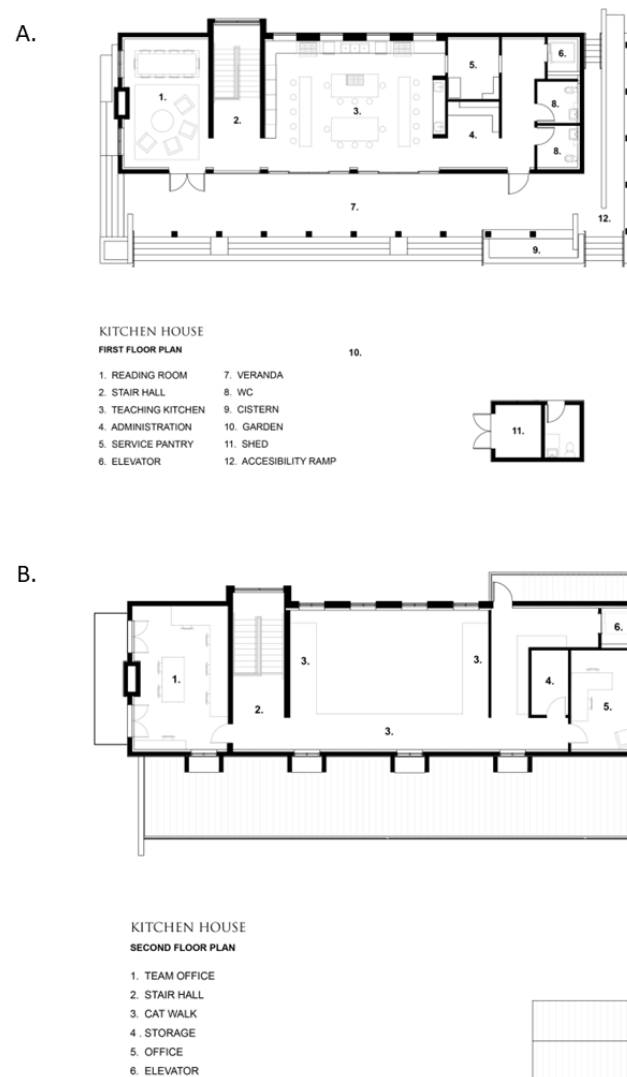 A.
6.
5.
1.
8.
3.
2.
4.
8.
7.
12.
9.
KITCHEN HOUSE
FIRST FLOOR PLAN
10.
1. READING ROOM
2. STAIR HALL
3. TEACHING KITCHEN
4. ADMINISTRATION
5. SERVICE PANTRY
6. ELEVATOR
7. VERANDA
8. WC
9. CISTERN
10. GARDEN
11. SHED
12. ACCESIBILITY RAMP
11.
B.
6.
3.
3.
1.
4.
2.
5.
3.
KITCHEN HOUSE
SECOND FLOOR PLAN
1. TEAM OFFICE
2. STAIR HALL
3. CAT WALK
4 . STORAGE
5. OFFICE
6. ELEVATOR